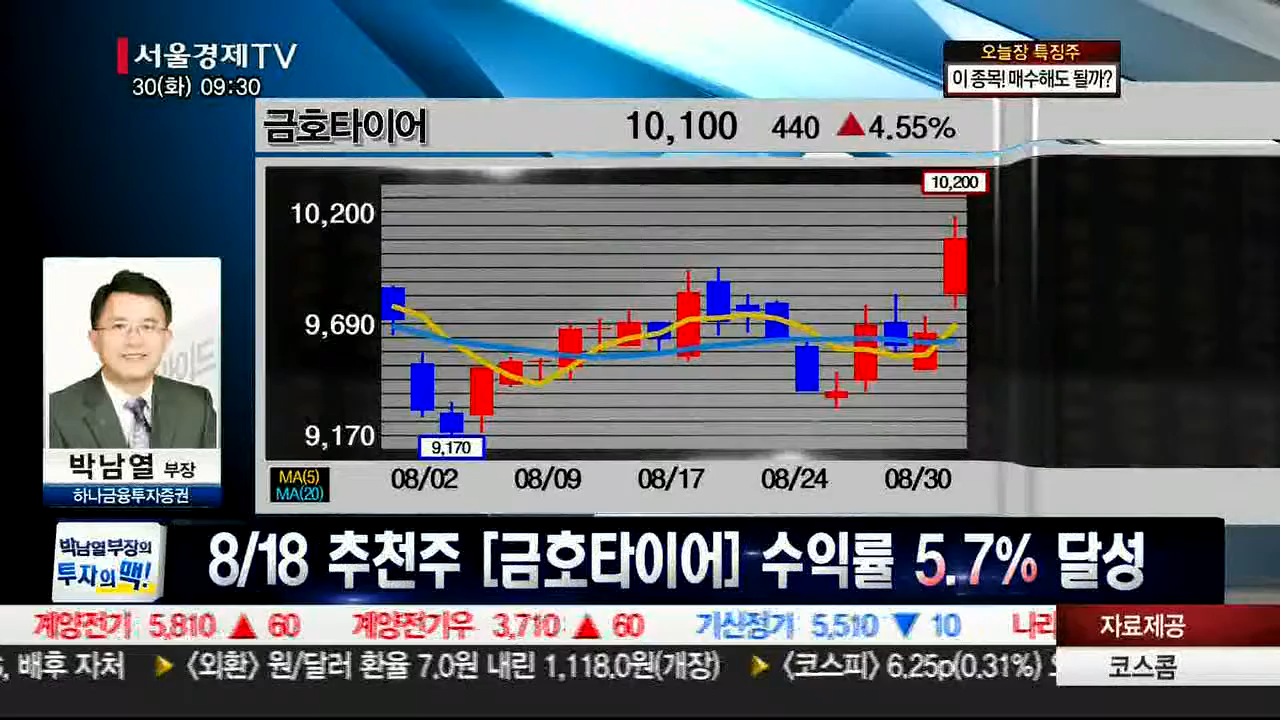 서울경제TV
30(화) 09:30
오늘장 특징주
이 종목! 매수해도 될까?
금호타이어 10,100 440 ▲4.55%
10,200
10,200
9,690
9,170
9,170
MA(5)
MA(20)
08/02 08/09 08/17 08/24 08/30
박남열 부장
하나금융투자증권
박남열부장의
투자의 맥!
8/18 추천주 [금호타이어] 수익률 5.7% 달성
계양전기 5,810 ▲ 60 계양전기우 3,710 ▲ 60 가산정기 5,510 ▼ 10 나라
자료제공
, 배후 자처 ▶ 〈외환〉 원/달러 환율 7.0원 내린 1,118.0원(개장) ▶ 〈코스피〉 6.25p(0.31%)
코스콤